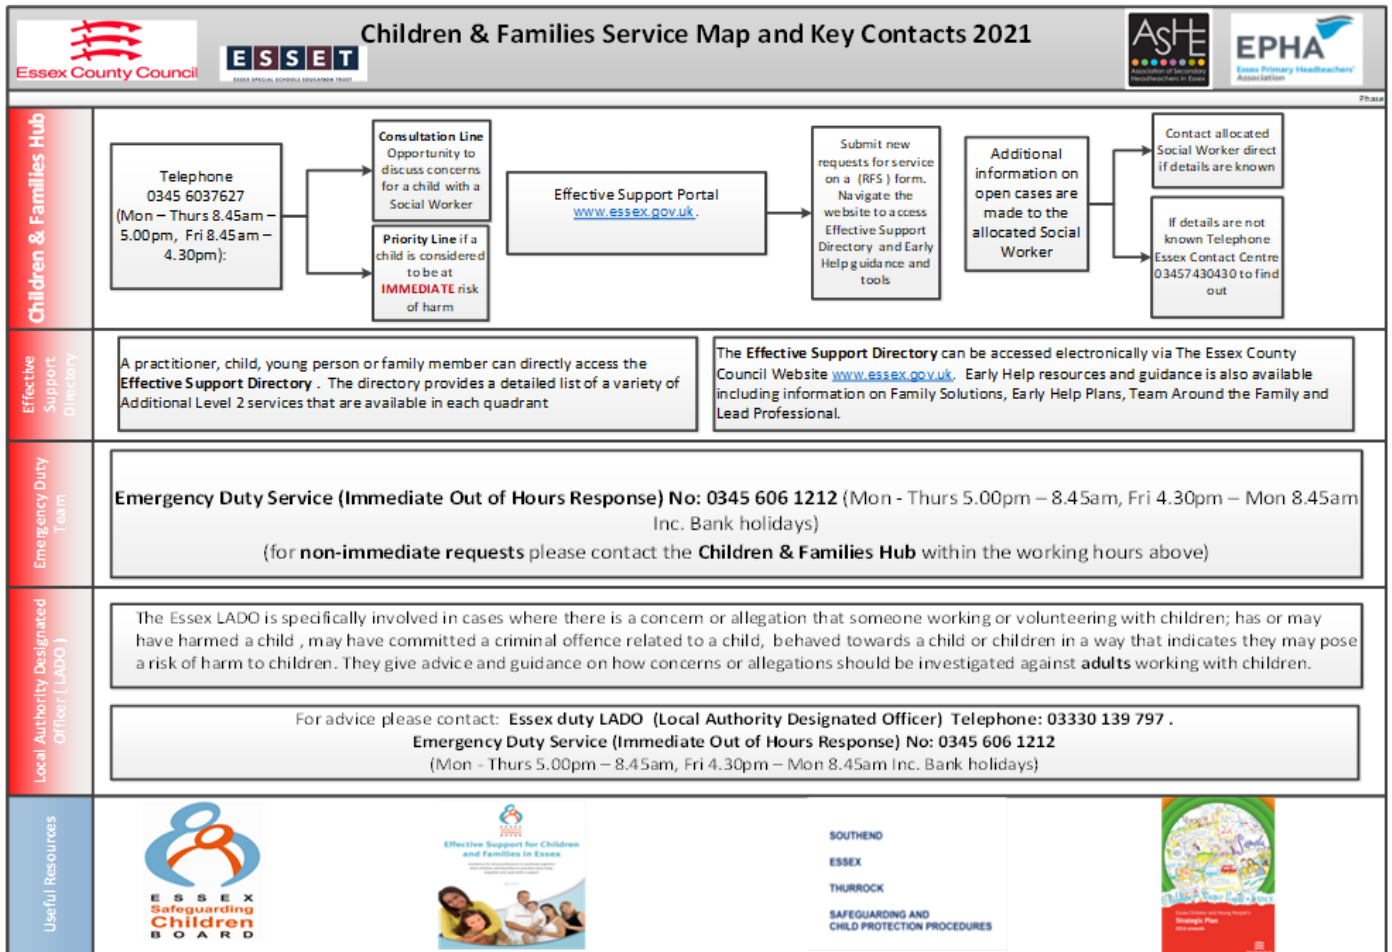 Children & Families Service Map and Key Contacts 2021
Essex County Council
ESSET
ESSEX SPECIAL SCHOOLS EDUCATION TRUST
ASHE
Association of Secondary
Headteachers in Essex
EPHA
Essex Primary Headteachers'
Association
Phase
Children & Families Hub
Telephone
0345 6037627
(Mon – Thurs 8.45am –
5.00pm, Fri 8.45am –
4.30pm):
Consultation Line
Opportunity to
discuss concerns
for a child with a
Social Worker
Priority Line if a
child is considered
to be at
IMMEDIATE risk
of harm
Effective Support Portal
www.essex.gov.uk.
Submit new
requests for service
on a (RFS ) form.
Navigate the
website to access
Effective Support
Directory and Early
Help guidance and
tools
Additional
information on
open cases are
made to the
allocated Social
Worker
Contact allocated
Social Worker direct
if details are known
If details are not
known Telephone
Essex Contact Centre
03457430430 to find
out
Effective
Support
Directory
A practitioner, child, young person or family member can directly access the
Effective Support Directory . The directory provides a detailed list of a variety of
Additional Level 2 services that are available in each quadrant
The Effective Support Directory can be accessed electronically via The Essex County
Council Website www.essex.gov.uk. Early Help resources and guidance is also available
including information on Family Solutions, Early Help Plans, Team Around the Family and
Lead Professional.
Emergency Duty
Team
Emergency Duty Service (Immediate Out of Hours Response) No: 0345 606 1212 (Mon - Thurs 5.00pm – 8.45am, Fri 4.30pm – Mon 8.45am
Inc. Bank holidays)
(for non-immediate requests please contact the Children & Families Hub within the working hours above)
Local Authority Designated
Officer ( LADO )
The Essex LADO is specifically involved in cases where there is a concern or allegation that someone working or volunteering with children; has or may
have harmed a child , may have committed a criminal offence related to a child, behaved towards a child or children in a way that indicates they may pose
a risk of harm to children. They give advice and guidance on how concerns or allegations should be investigated against adults working with children.
For advice please contact: Essex duty LADO (Local Authority Designated Officer) Telephone: 03330 139 797 .
Emergency Duty Service (Immediate Out of Hours Response) No: 0345 606 1212
(Mon - Thurs 5.00pm – 8.45am, Fri 4.30pm – Mon 8.45am Inc. Bank holidays)
Useful Resources
ESSEX
Safeguarding
Children
BOARD
Effective Support for Children
and Families in Essex
SOUTHEND
ESSEX
THURROCK
SAFEGUARDING AND
CHILD PROTECTION PROCEDURES
Essex Children and Young People's
Strategic Plan